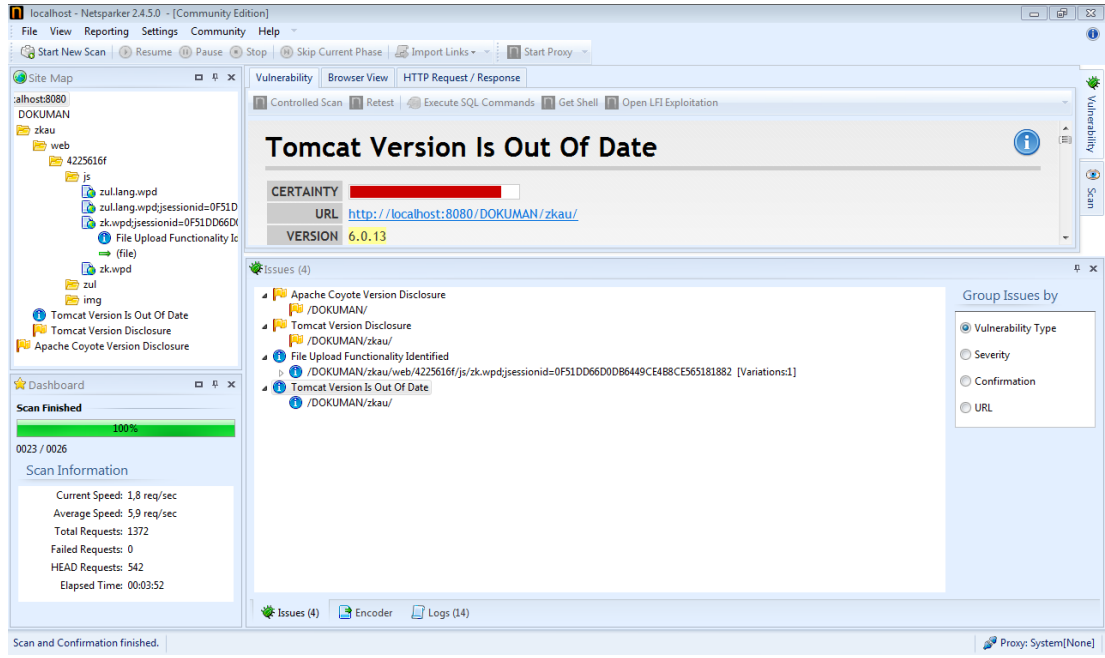 localhost - Netsparker 2.4.5.0 - [Community Edition]
File View Reporting Settings Community Help
Start New Scan Resume Pause Stop Skip Current Phase Import Links Start Proxy
Site Map
:alhost:8080
DOKUMAN
zkau
web
4225616f
js
zul.lang.wpd
zul.lang.wpd;jsessionid=0F51D
zk.wpd;jsessionid=0F51DD66D(
File Upload Functionality Ic
(file)
zk.wpd
zul
img
Tomcat Version Is Out Of Date
Tomcat Version Disclosure
Apache Coyote Version Disclosure
Dashboard
Scan Finished
100%
0023 / 0026
Scan Information
Current Speed: 1,8 req/sec
Average Speed: 5,9 req/sec
Total Requests: 1372
Failed Requests: 0
HEAD Requests: 542
Elapsed Time: 00:03:52
Vulnerability Browser View HTTP Request / Response
Controlled Scan Retest Execute SQL Commands Get Shell Open LFI Exploitation
Tomcat Version Is Out Of Date
CERTAINTY
URL http://localhost:8080/DOKUMAN/zkau/
VERSION 6.0.13
Vulnerability
Scan
Issues (4)
Apache Coyote Version Disclosure
/DOKUMAN/
Tomcat Version Disclosure
/DOKUMAN/zkau/
File Upload Functionality Identified
/DOKUMAN/zkau/web/4225616f/js/zk.wpd;jsessionid=0F51DD66D0DB6449CE4B8CE565181882 [Variations:1]
Tomcat Version Is Out Of Date
/DOKUMAN/zkau/
Group Issues by
Vulnerability Type
Severity
Confirmation
URL
Issues (4) Encoder Logs (14)
Scan and Confirmation finished.
Proxy: System[None]